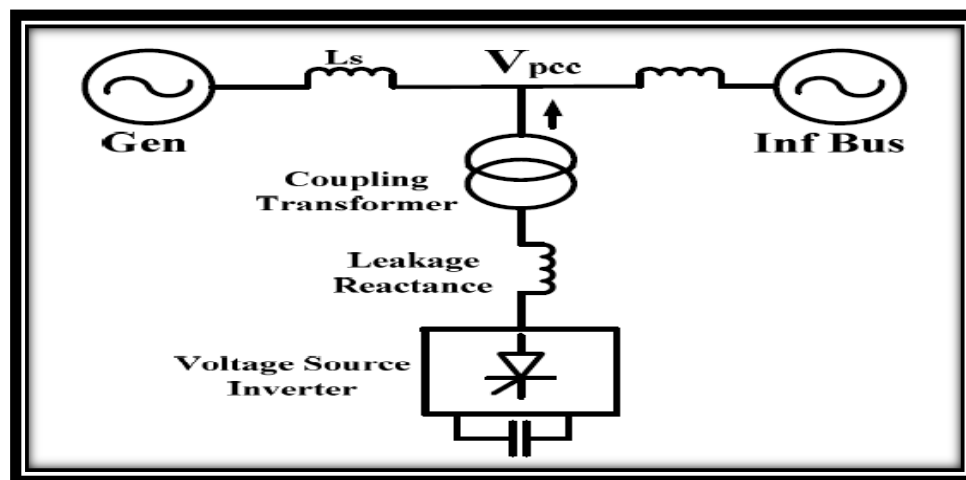 Ls
Vpcc
Gen
Inf Bus
Coupling
Transformer
Leakage
Reactance
Voltage Source
Inverter